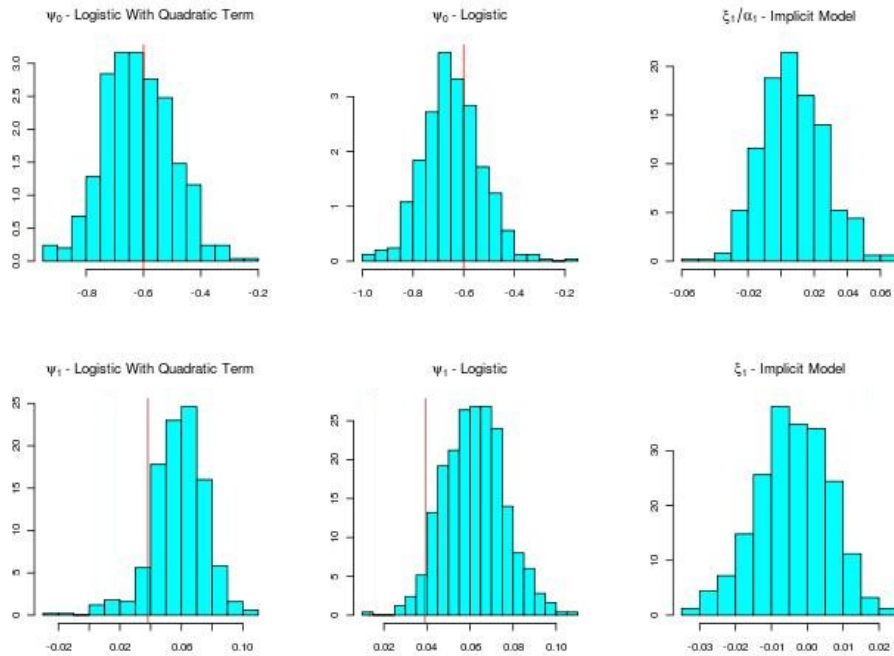 ψ₀ - Logistic With Quadratic Term
ψ₀ - Logistic
ξ₁/α₁ - Implicit Model
3.0
2.5
2.0
1.5
1.0
0.5
0.0
-0.8 -0.6 -0.4 -0.2
3
2
1
0
-1.0 -0.8 -0.6 -0.4 -0.2
20
15
10
5
0
-0.06 -0.02 0.02 0.04 0.06
ψ₁ - Logistic With Quadratic Term
ψ₁ - Logistic
ξ₁ - Implicit Model
25
20
15
10
5
0
-0.02 0.02 0.06 0.10
25
20
15
10
5
0
0.02 0.04 0.06 0.08 0.10
30
20
10
0
-0.03 -0.01 0.00 0.01 0.02